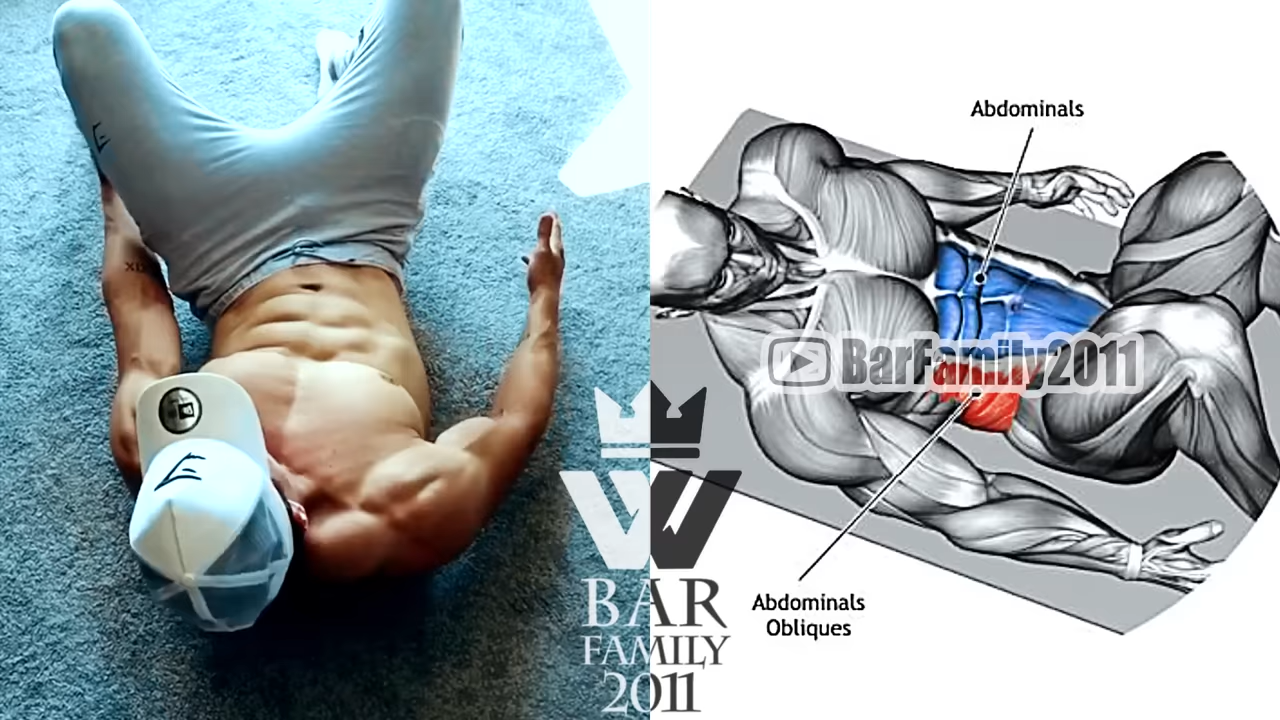 Abdominals
BarFamily2011
Abdominals
Obliques
W
BAR
FAMILY
2011